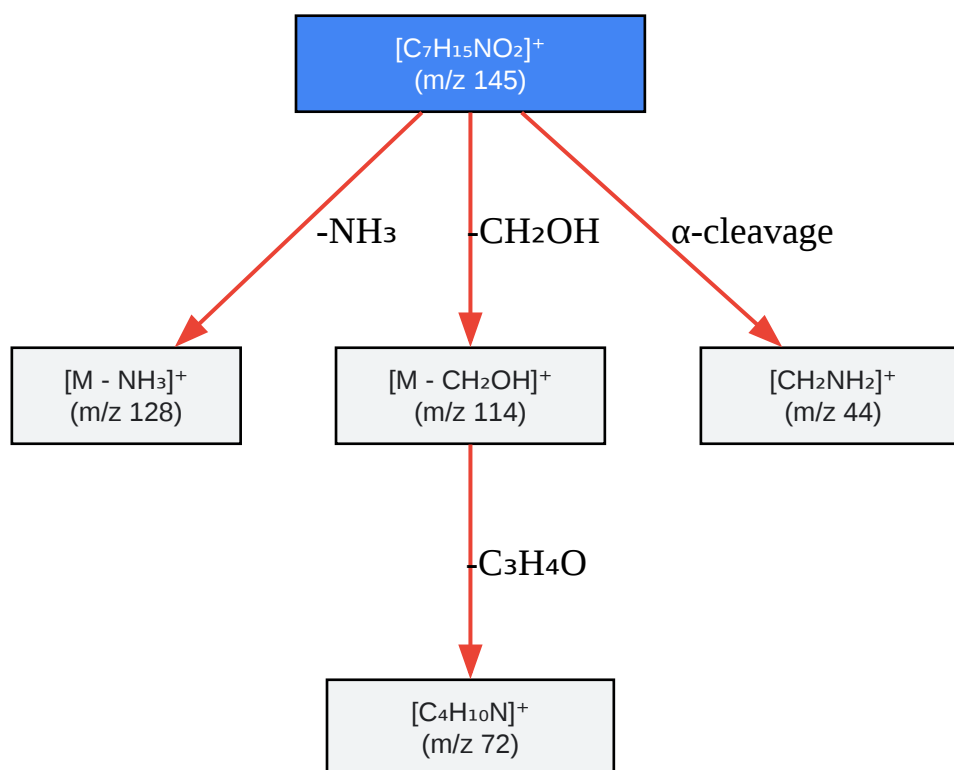 [C₇H₁₅NO₂]⁺
(m/z 145)
-NH₃
-CH₂OH
α-cleavage
[M - NH₃]⁺
(m/z 128)
[M - CH₂OH]⁺
(m/z 114)
[CH₂NH₂]⁺
(m/z 44)
-C₃H₄O
[C₄H₁₀N]⁺
(m/z 72)